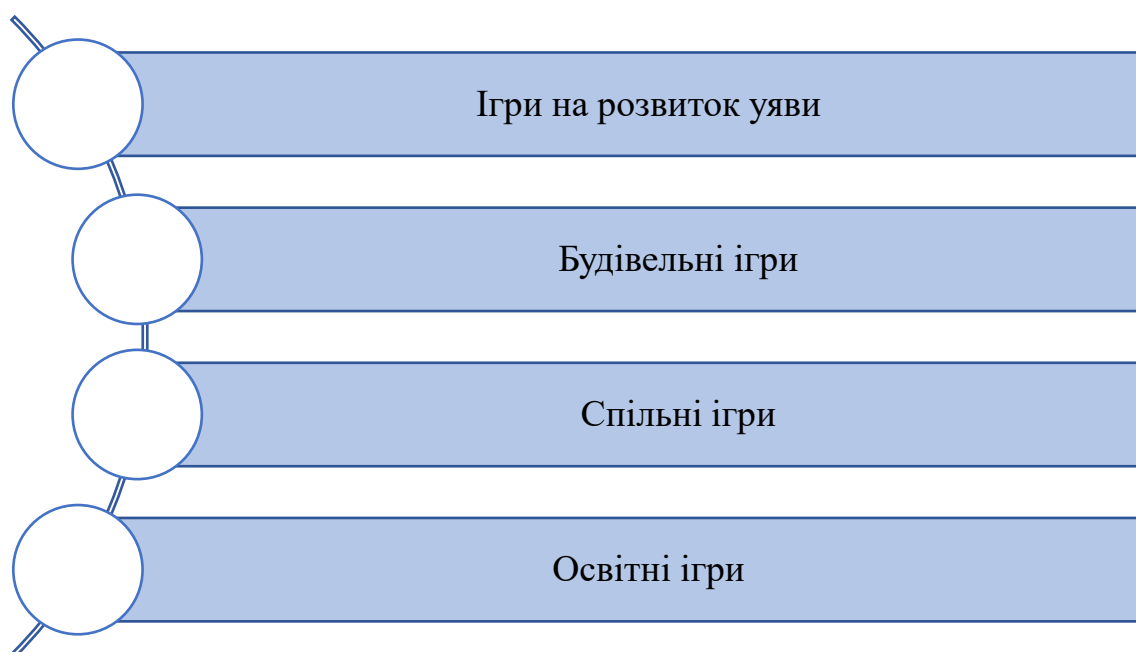 Ігри на розвиток уяви
Будівельні ігри
Спільні ігри
Освітні ігри